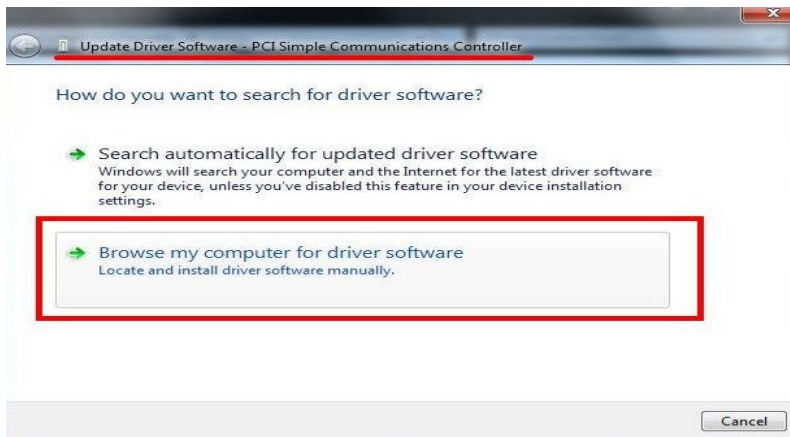 Update Driver Software - PCI Simple Communications Controller
How do you want to search for driver software?
Search automatically for updated driver software
Windows will search your computer and the Internet for the latest driver software
for your device, unless you've disabled this feature in your device installation
settings.
Browse my computer for driver software
Locate and install driver software manually.
Cancel